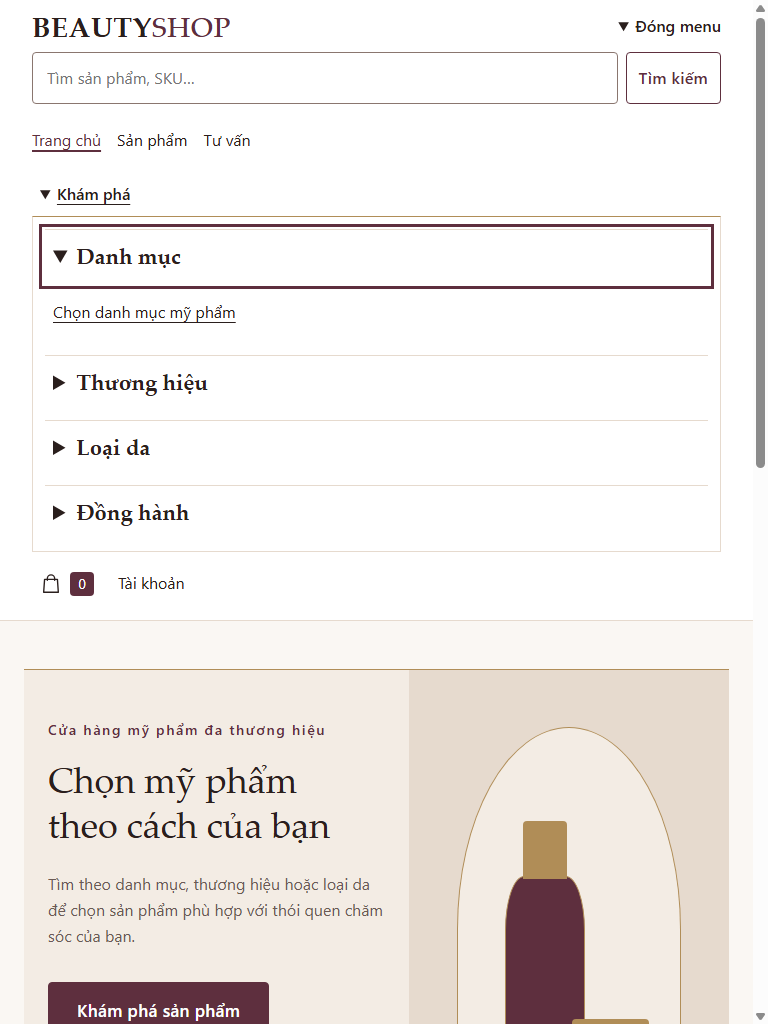 BEAUTYSHOP
Đóng menu
Tìm sản phẩm, SKU...
Tìm kiếm
Trang chủ Sản phẩm Tư vấn
Khám phá
Danh mục
Chọn danh mục mỹ phẩm
Thương hiệu
Loại da
Đồng hành
0 Tài khoản
Cửa hàng mỹ phẩm đa thương hiệu
Chọn mỹ phẩm
theo cách của bạn
Tìm theo danh mục, thương hiệu hoặc loại da
để chọn sản phẩm phù hợp với thói quen chăm
sóc của bạn.
Khám phá sản phẩm